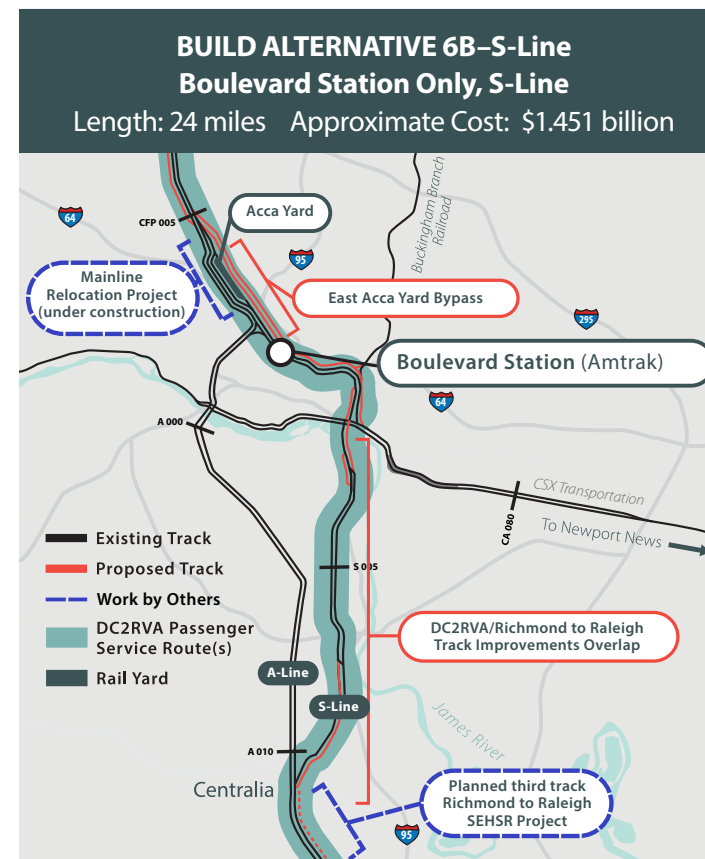 BUILD ALTERNATIVE 6B–S-Line
Boulevard Station Only, S-Line
Length: 24 miles Approximate Cost: $1.451 billion
Buckingham Branch
Railroad
64
CFP 005
Acca Yard
95
Mainline
Relocation Project
(under construction)
East Acca Yard Bypass
295
Boulevard Station (Amtrak)
64
A 000
CSX Transportation
CA 080
To Newport News
Existing Track
Proposed Track
Work by Others
DC2RVA Passenger
Service Route(s)
Rail Yard
S 005
DC2RVA/Richmond to Raleigh
Track Improvements Overlap
A-Line
S-Line
James River
A 010
Centralia
Planned third track
Richmond to Raleigh
SEHSR Project
95